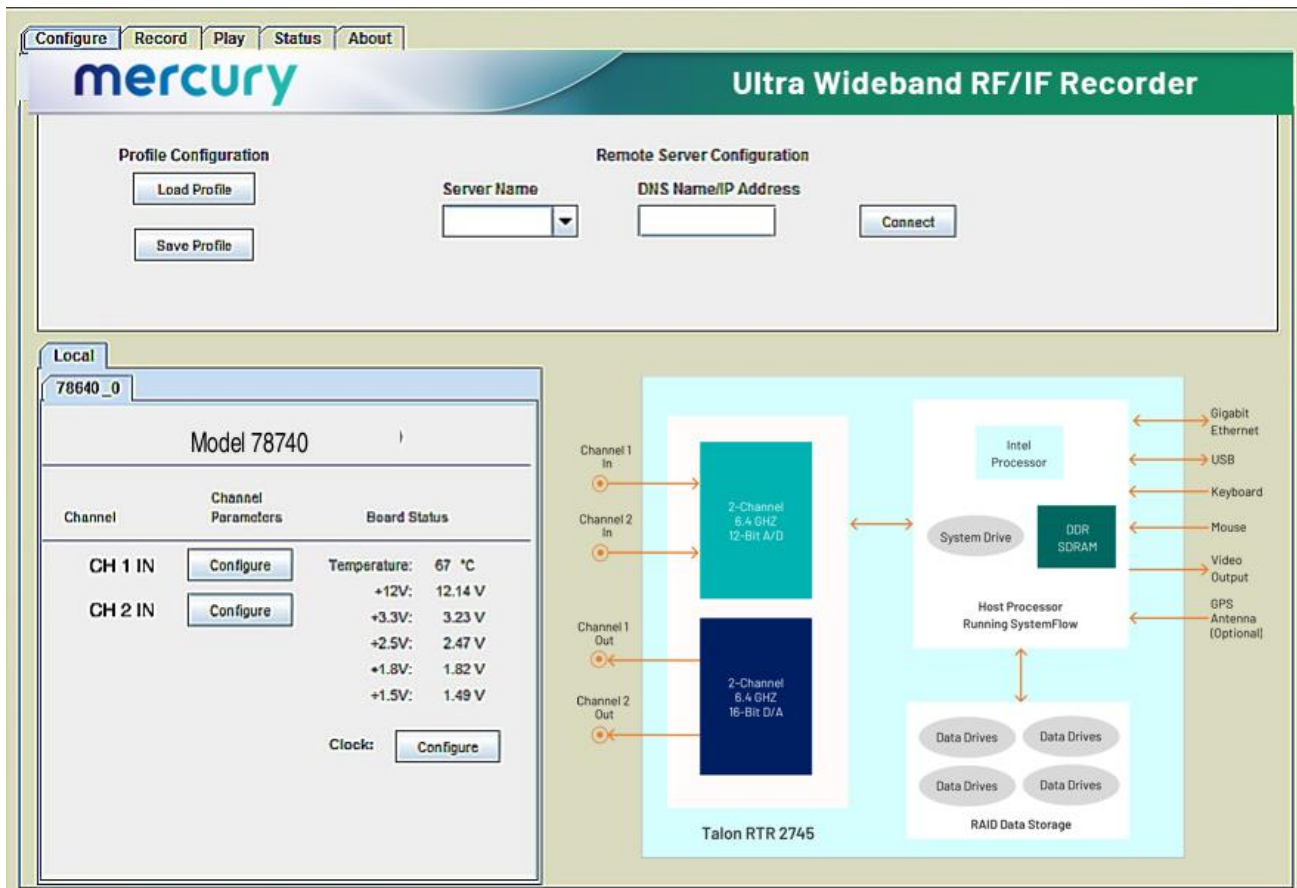 Configure Record Play Status About
mercury
Ultra Wideband RF/IF Recorder
Profile Configuration
Load Profile
Save Profile
Remote Server Configuration
Server Name
DNS Name/IP Address
Connect
Local
78640_0
Model 78740
Channel
Channel
Parameters
Board Status
CH 1 IN
Configure
CH 2 IN
Configure
Temperature: 67 °C
+12V: 12.14 V
+3.3V: 3.23 V
+2.5V: 2.47 V
+1.8V: 1.82 V
+1.5V: 1.49 V
Clock:
Configure
Channel 1
In
Channel 2
In
Channel 1
Out
Channel 2
Out
2-Channel
6.4 GHZ
12-Bit A/D
2-Channel
6.4 GHZ
16-Bit D/A
Talon RTR 2745
Intel
Processor
System Drive
DDR
SDRAM
Host Processor
Running SystemFlow
Data Drives
Data Drives
Data Drives
Data Drives
RAID Data Storage
Gigabit
Ethernet
USB
Keyboard
Mouse
Video
Output
GPS
Antenna
(Optional)